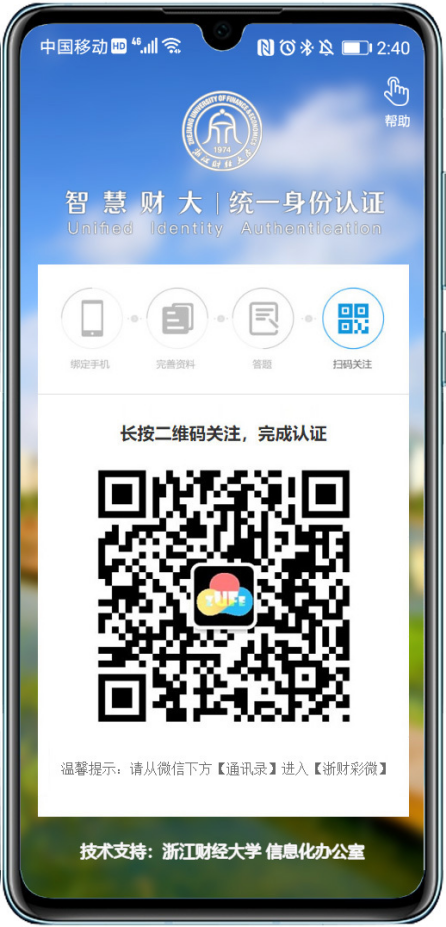 中国移动 HD 46 2:40
帮助
ZHEJIANG UNIVERSITY OF FINANCE & ECONOMICS
1974
浙江财经大学
智慧财大 | 统一身份认证
Unified Identity Authentication
绑定手机 完善资料 答题 扫码关注
长按二维码关注，完成认证
ZUFE
温馨提示：请从微信下方【通讯录】进入【浙财彩微】
技术支持：浙江财经大学 信息化办公室